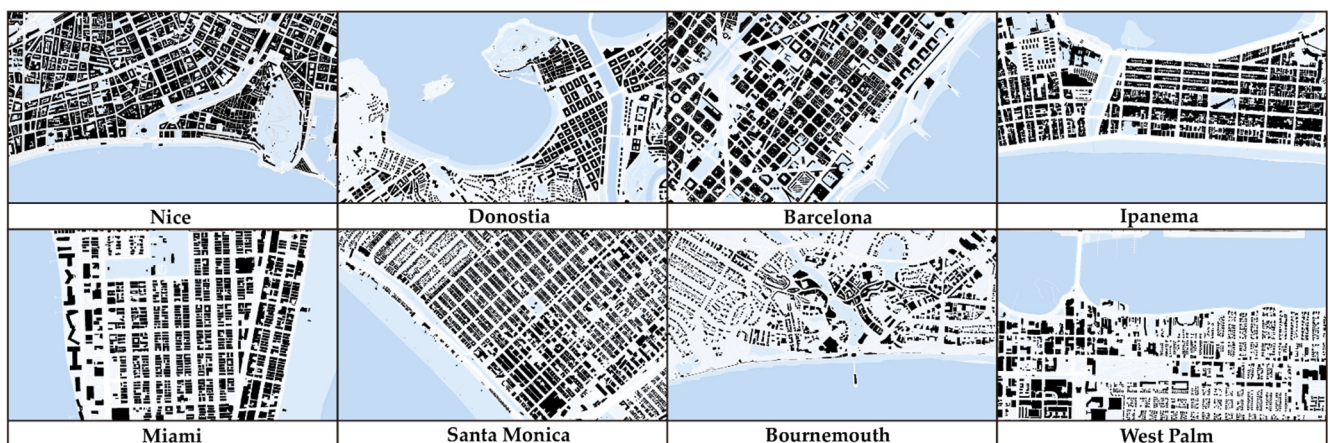 Nice
Donostia
Barcelona
Ipanema
Miami
Santa Monica
Bournemouth
West Palm